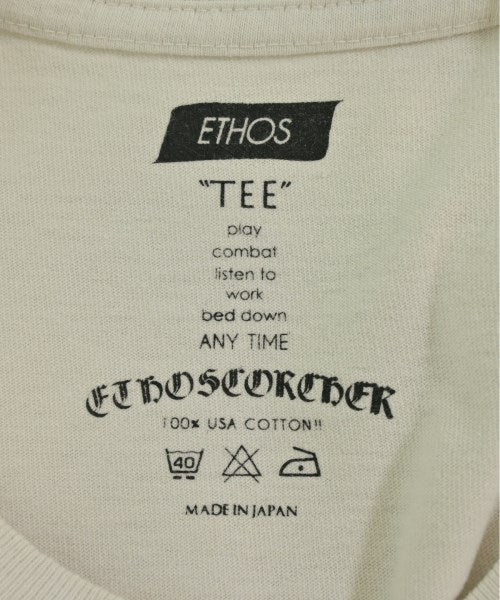 ETHOS
"TEE"
play
combat
listen to
work
bed down
ANY TIME
ETHOSCORCHER
100% USA COTTON!!
40
MADE IN JAPAN